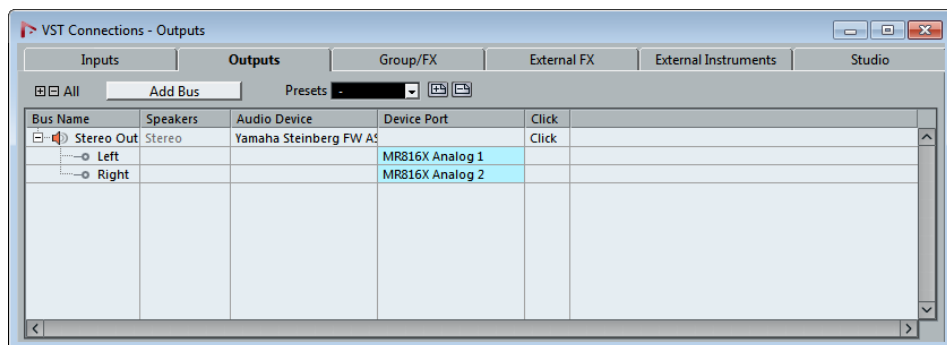 VST Connections - Outputs
Inputs Outputs Group/FX External FX External Instruments Studio
All Add Bus Presets -
Bus Name Speakers Audio Device Device Port Click
Stereo Out Stereo Yamaha Steinberg FW AS Click
Left MR816X Analog 1
Right MR816X Analog 2